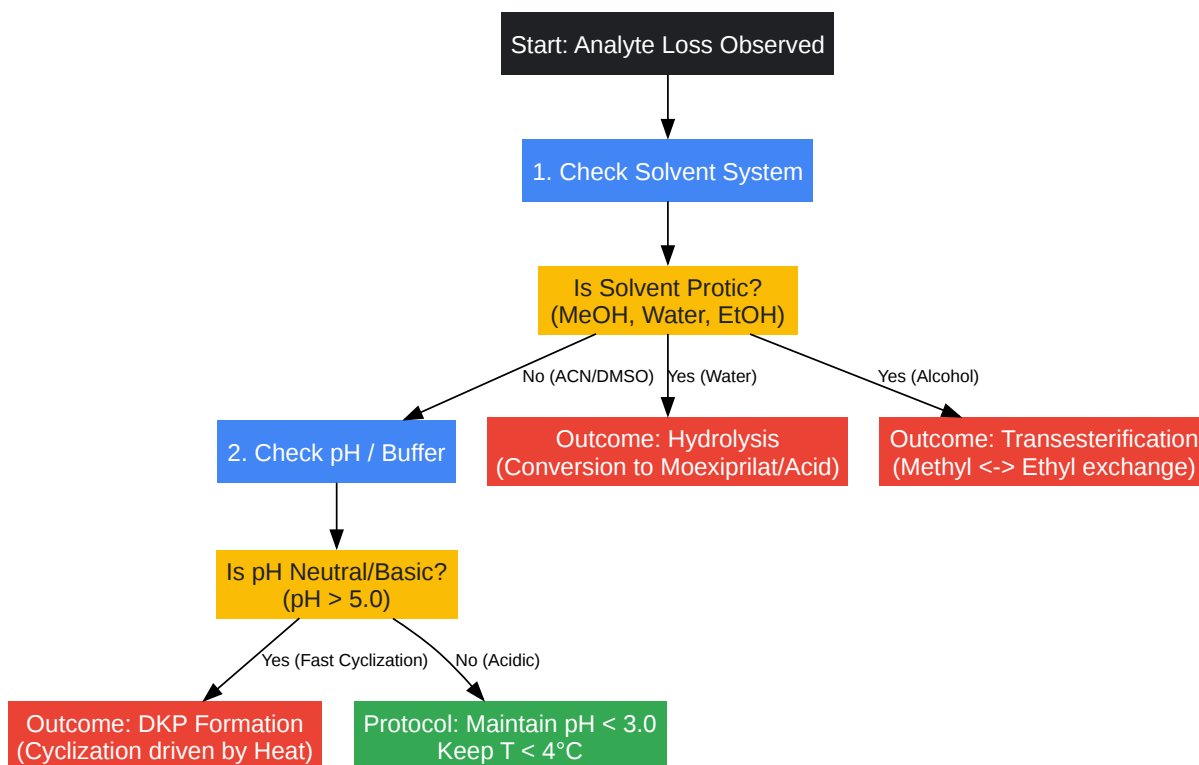 Start: Analyte Loss Observed
1. Check Solvent System
Is Solvent Protic?
(MeOH, Water, EtOH)
No (ACN/DMSO)
Yes (Water)
Yes (Alcohol)
2. Check pH / Buffer
Outcome: Hydrolysis
(Conversion to Moexiprilat/Acid)
Outcome: Transesterification
(Methyl <-> Ethyl exchange)
Is pH Neutral/Basic?
(pH > 5.0)
Yes (Fast Cyclization)
No (Acidic)
Outcome: DKP Formation
(Cyclization driven by Heat)
Protocol: Maintain pH < 3.0
Keep T < 4°C